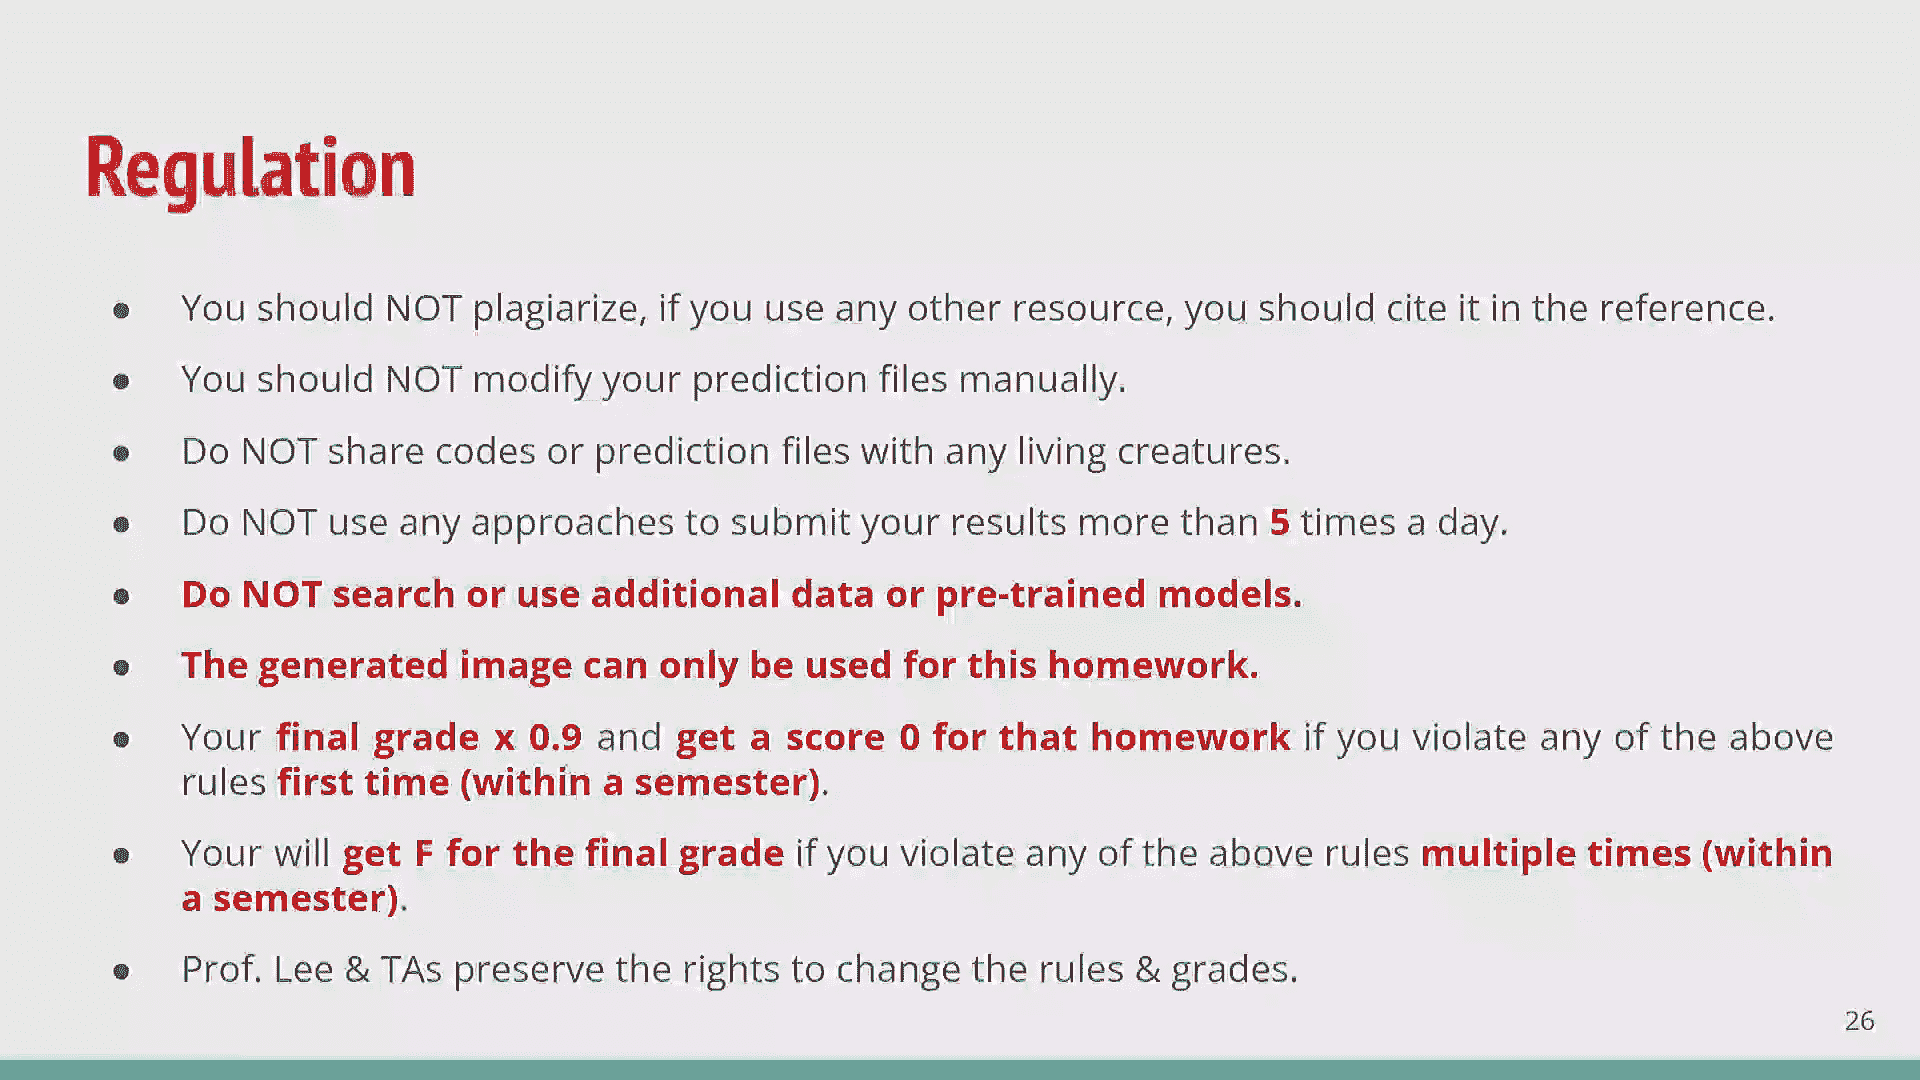 Regulation
● You should NOT plagiarize, if you use any other resource, you should cite it in the reference.
● You should NOT modify your prediction files manually.
● Do NOT share codes or prediction files with any living creatures.
● Do NOT use any approaches to submit your results more than 5 times a day.
● Do NOT search or use additional data or pre-trained models.
● The generated image can only be used for this homework.
● Your final grade x 0.9 and get a score 0 for that homework if you violate any of the above
rules first time (within a semester).
● Your will get F for the final grade if you violate any of the above rules multiple times (within
a semester).
● Prof. Lee & TAs preserve the rights to change the rules & grades.
26